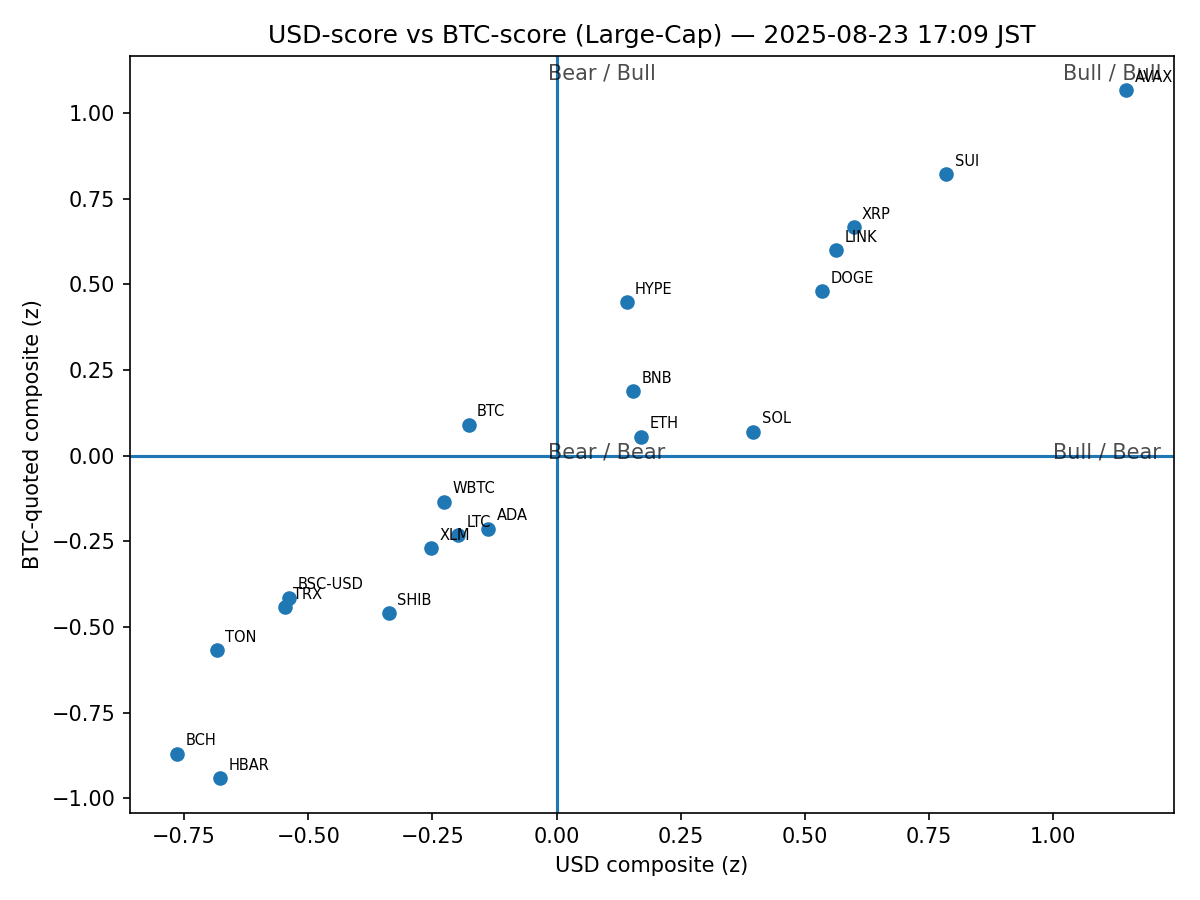 USD-score vs BTC-score (Large-Cap) — 2025-08-23 17:09 JST
Bear / Bull
Bull / Bull
AVAX
1.00
SUI
0.75
XRP
LINK
0.50
DOGE
HYPE
0.25
BNB
BTC
ETH
SOL
0.00
Bear / Bear
Bull / Bear
WBTC
LTC
ADA
XLM
−0.25
BSC-USD
TRX
SHIB
−0.50
TON
−0.75
BCH
HBAR
−1.00
BTC-quoted composite (z)
−0.75
−0.50
−0.25
0.00
0.25
0.50
0.75
1.00
USD composite (z)